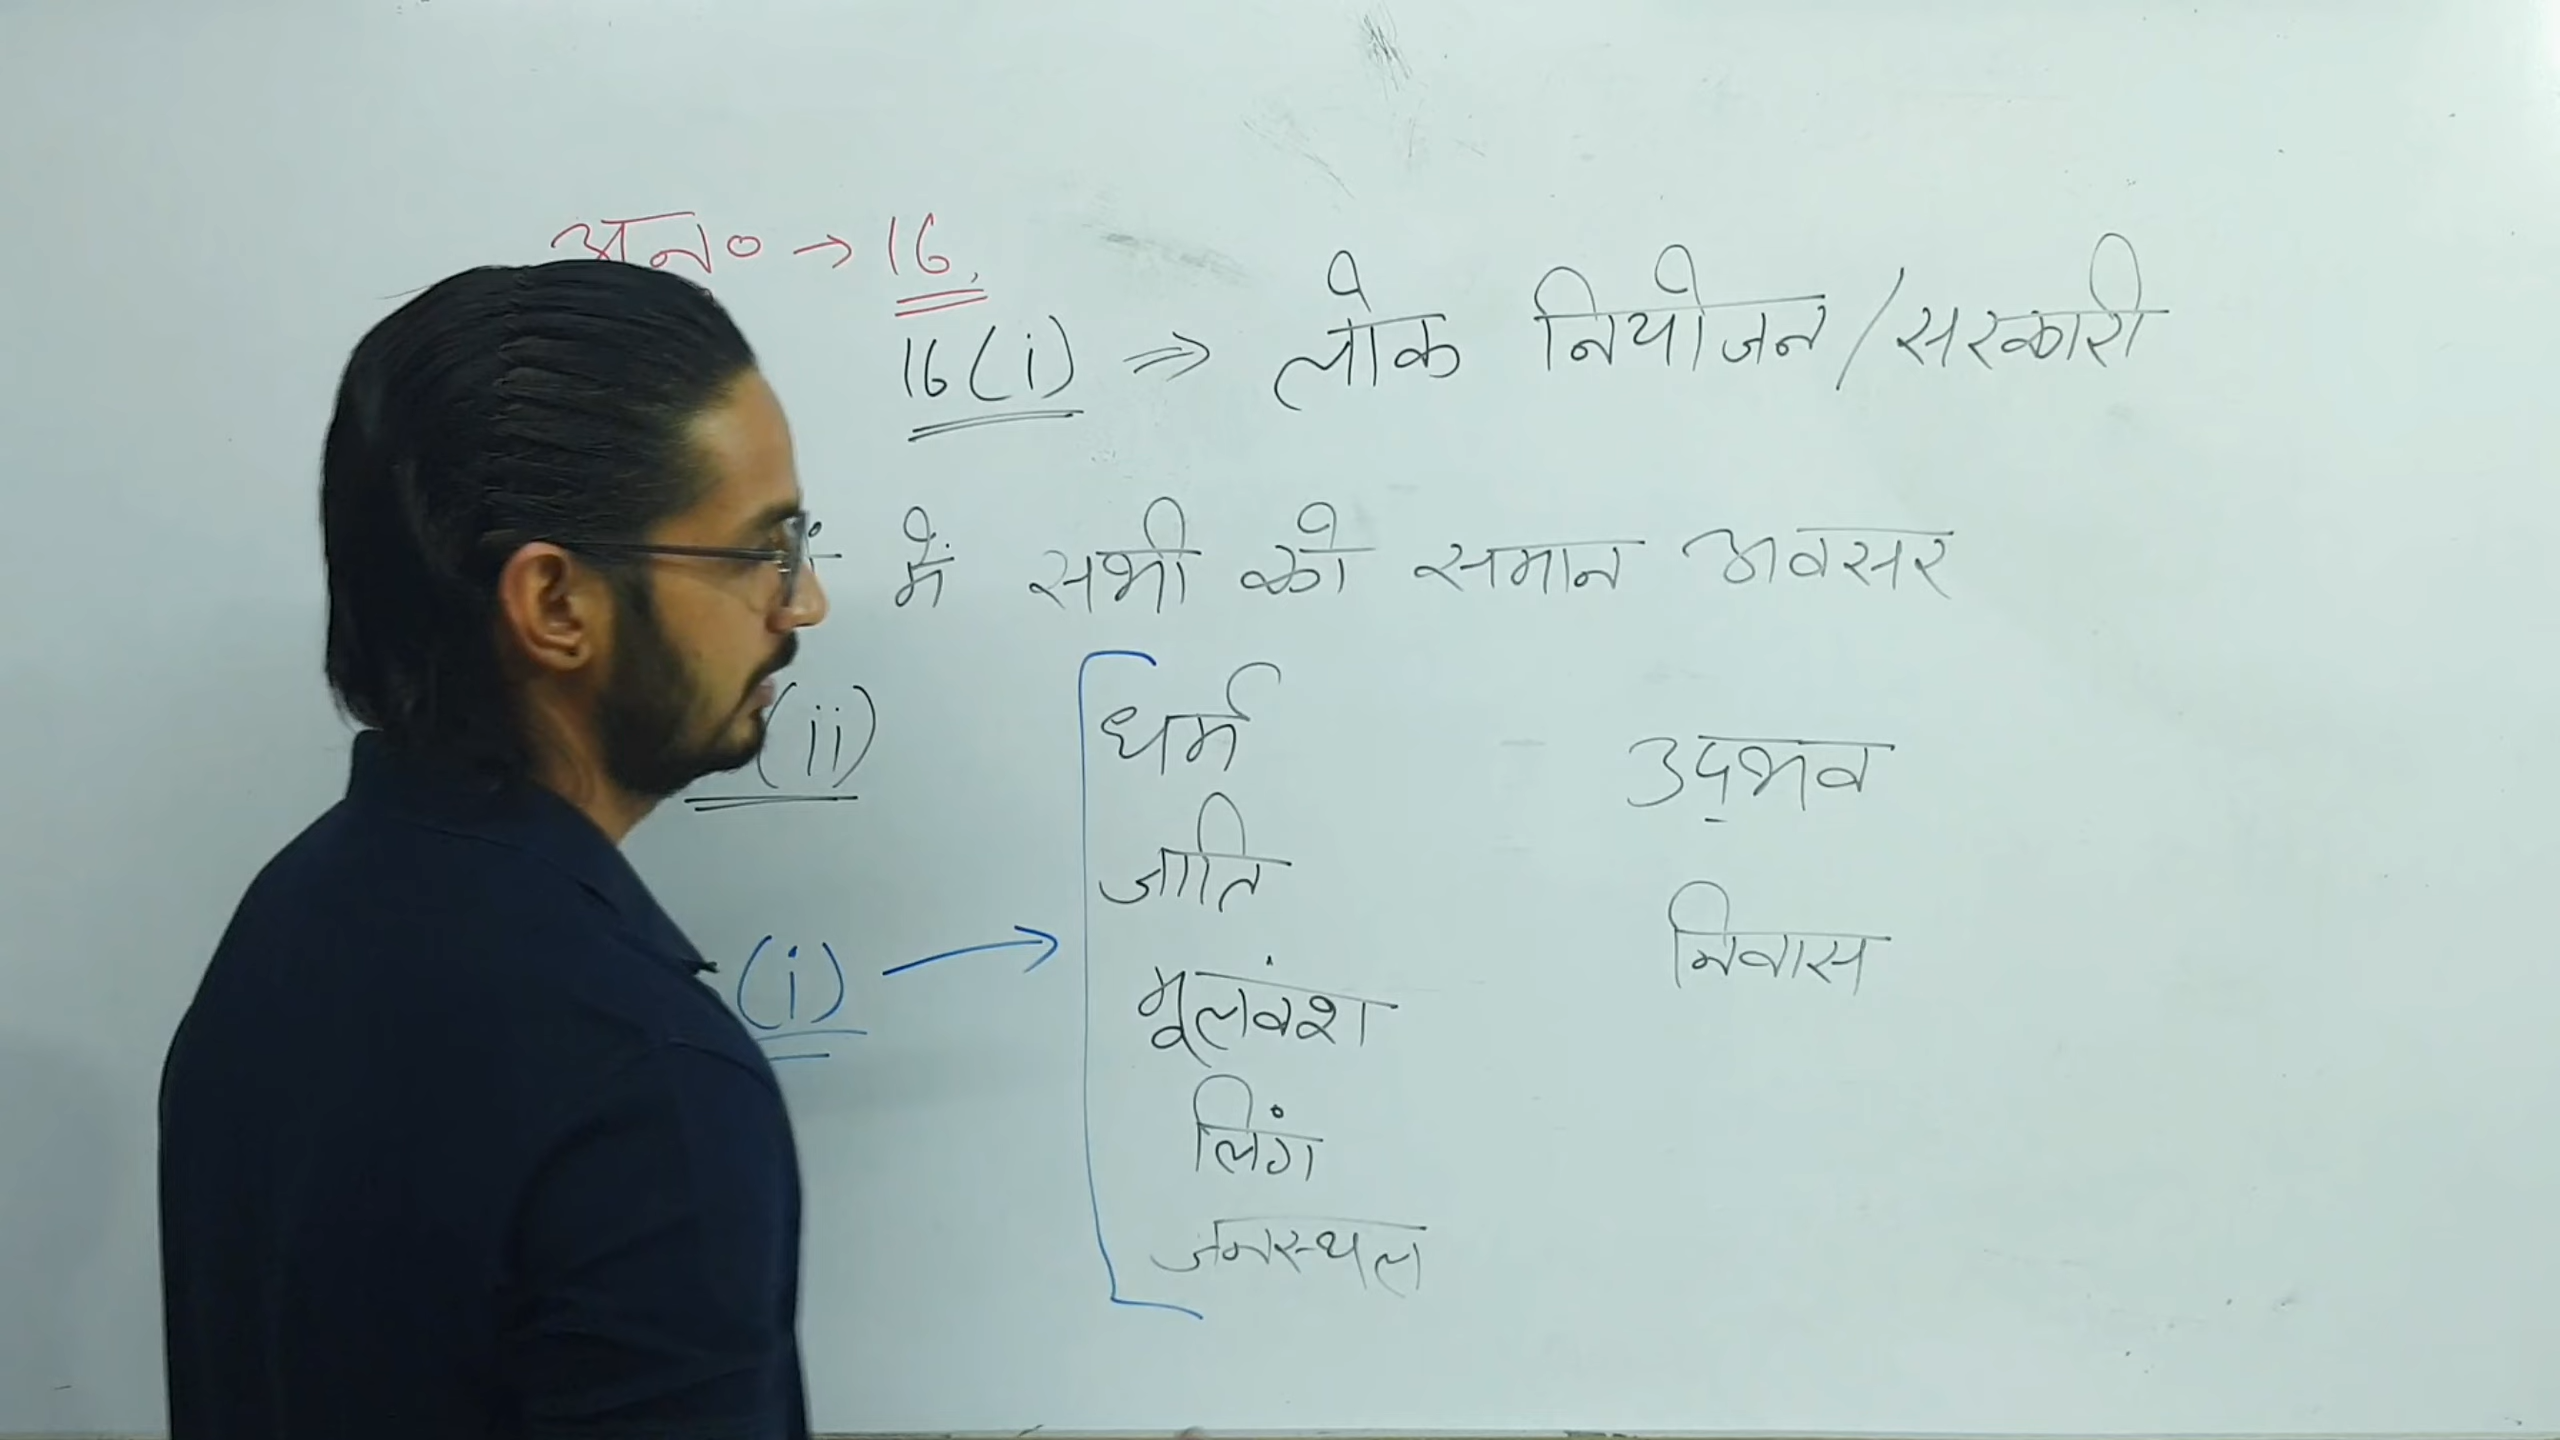 अनु० → 16,
16(i) ⇒ लोक नियोजन/सरकारी
में सभी को समान अवसर
(ii)
धर्म उद्भव
जाति निवास
(i) →
मूलवंश
लिंग
जन्मस्थल